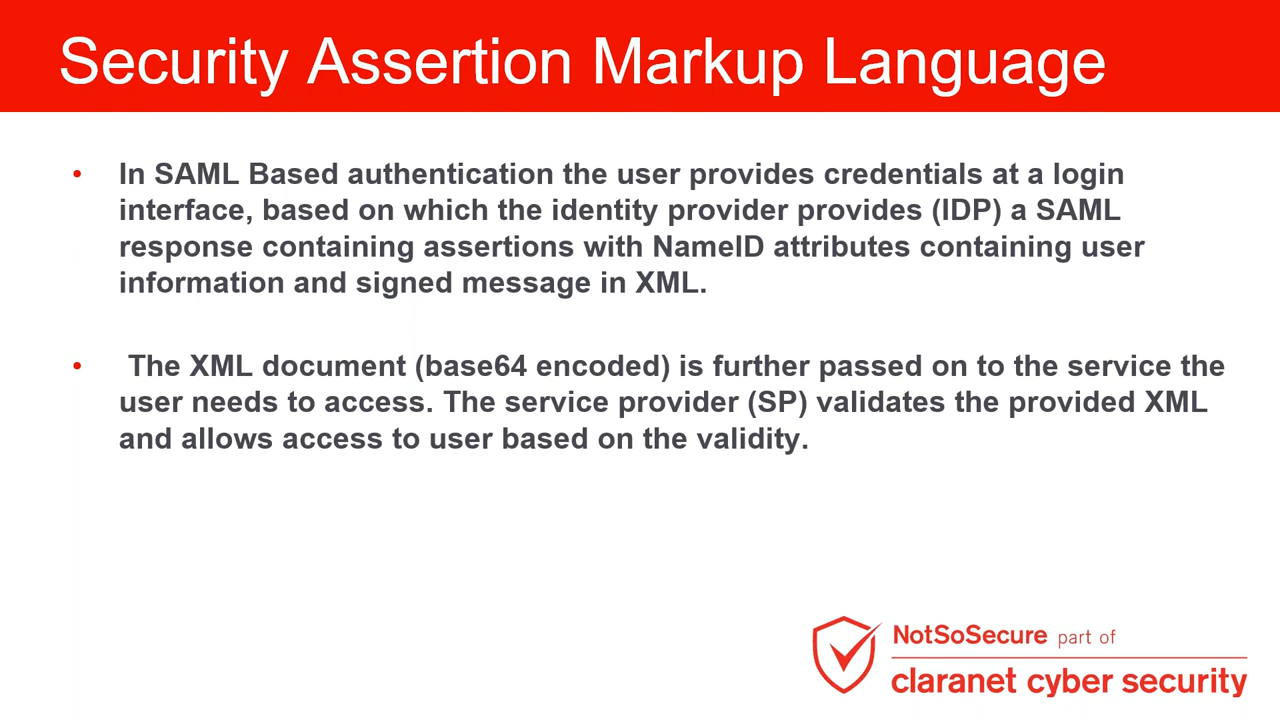 Security Assertion Markup Language
• In SAML Based authentication the user provides credentials at a login
interface, based on which the identity provider provides (IDP) a SAML
response containing assertions with NameID attributes containing user
information and signed message in XML.
• The XML document (base64 encoded) is further passed on to the service the
user needs to access. The service provider (SP) validates the provided XML
and allows access to user based on the validity.
NotSoSecure part of
claranet cyber security